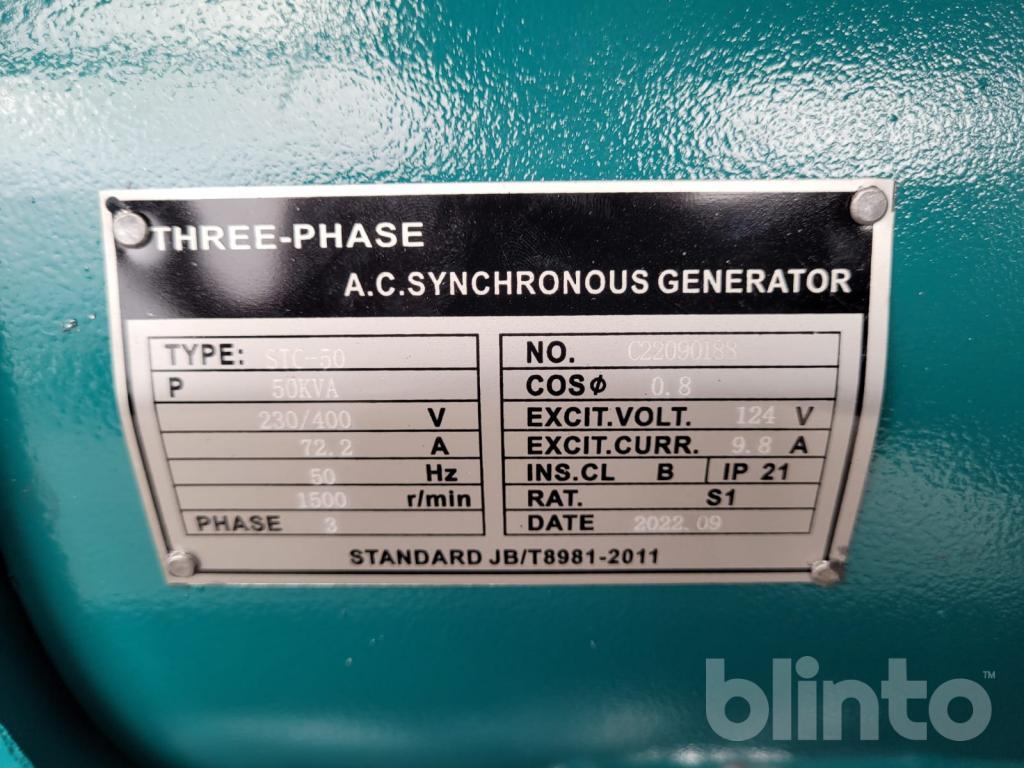 THREE-PHASE
A.C.SYNCHRONOUS GENERATOR
TYPE: STC-50
P 50KVA
230/400 V
72.2 A
50 Hz
1500 r/min
PHASE 3
NO. C22090188
COSφ 0.8
EXCIT.VOLT. 124 V
EXCIT.CURR. 9.8 A
INS.CL B IP 21
RAT. S1
DATE 2022.09
STANDARD JB/T8981-2011
blinto™